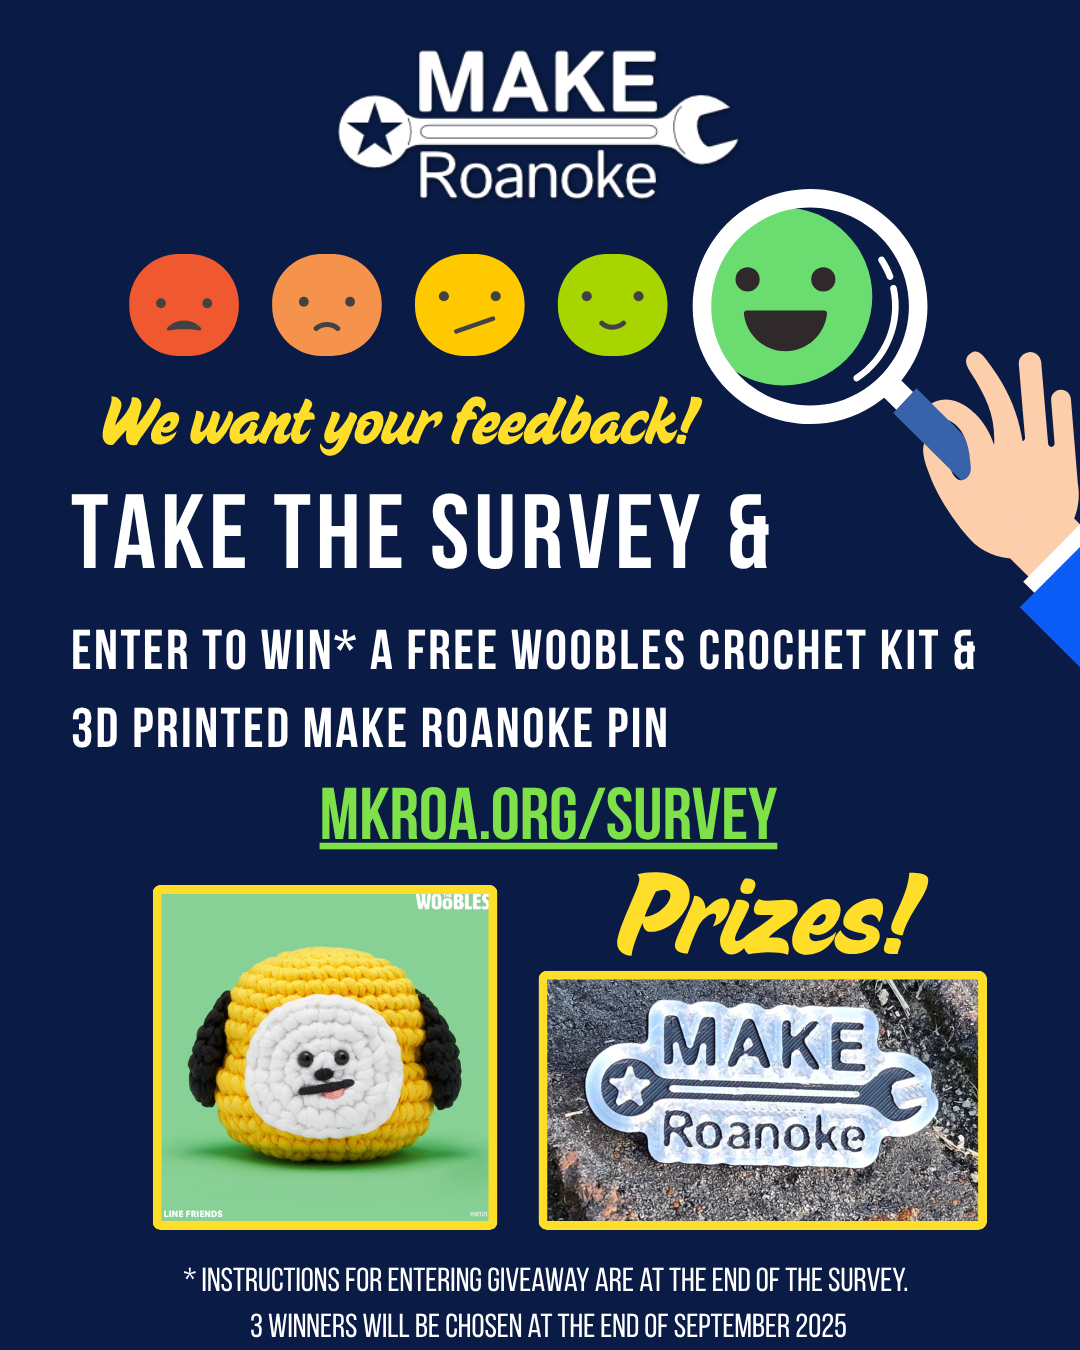 MAKE
Roanoke
We want your feedback!
TAKE THE SURVEY &
ENTER TO WIN* A FREE WOOBLES CROCHET KIT &
3D PRINTED MAKE ROANOKE PIN
MKROA.ORG/SURVEY
Prizes!
WOOBLES
MAKE
Roanoke
LINE FRIENDS
* INSTRUCTIONS FOR ENTERING GIVEAWAY ARE AT THE END OF THE SURVEY.
3 WINNERS WILL BE CHOSEN AT THE END OF SEPTEMBER 2025